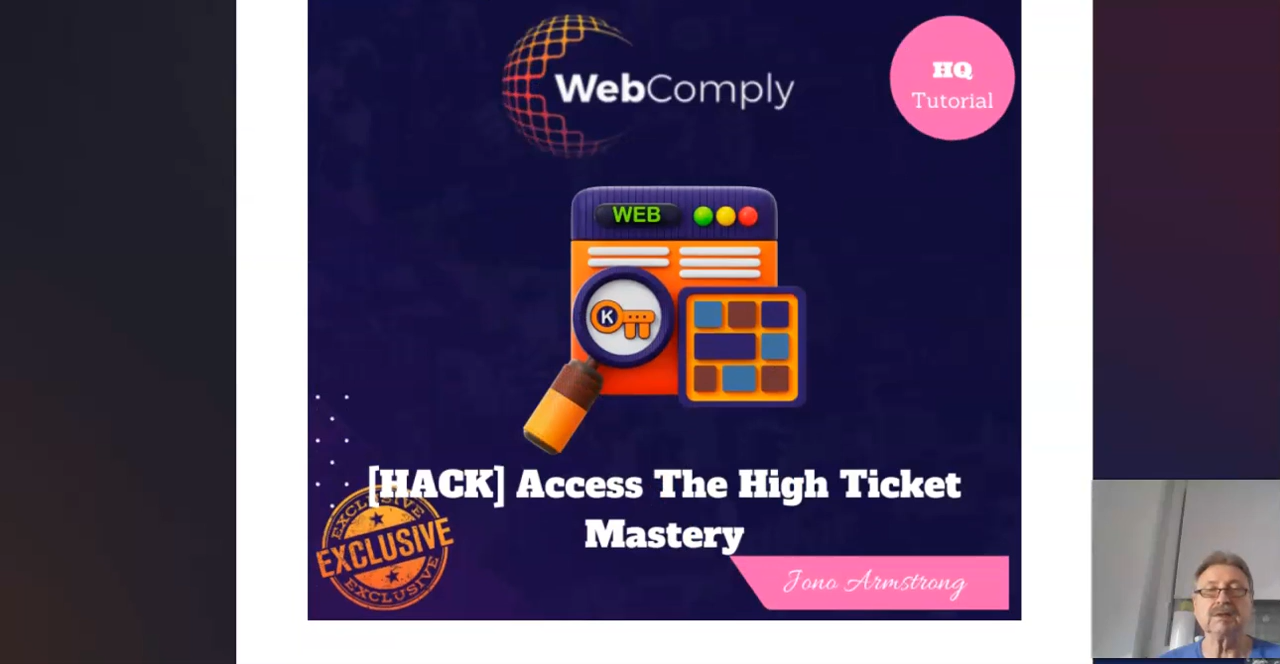 WebComply
HQ
Tutorial
WEB
K
[HACK] Access The High Ticket
Mastery
EXCLUSIVE
EXCLUSIVE
EXCLUSIVE
Jono Armstrong